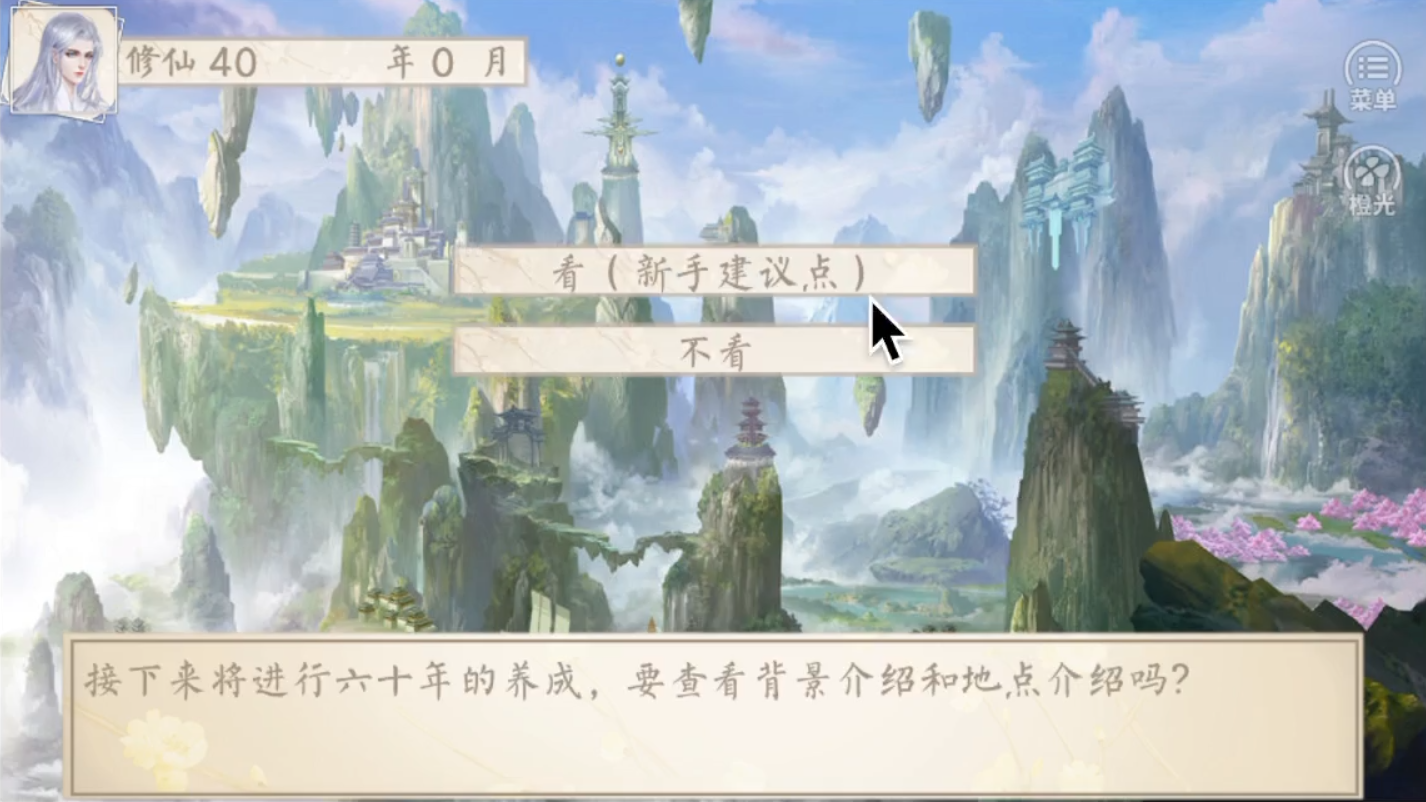 修仙 40 年 0 月
菜单
橙光
看（新手建议点）
不看
接下来将进行六十年的养成，要查看背景介绍和地点介绍吗？